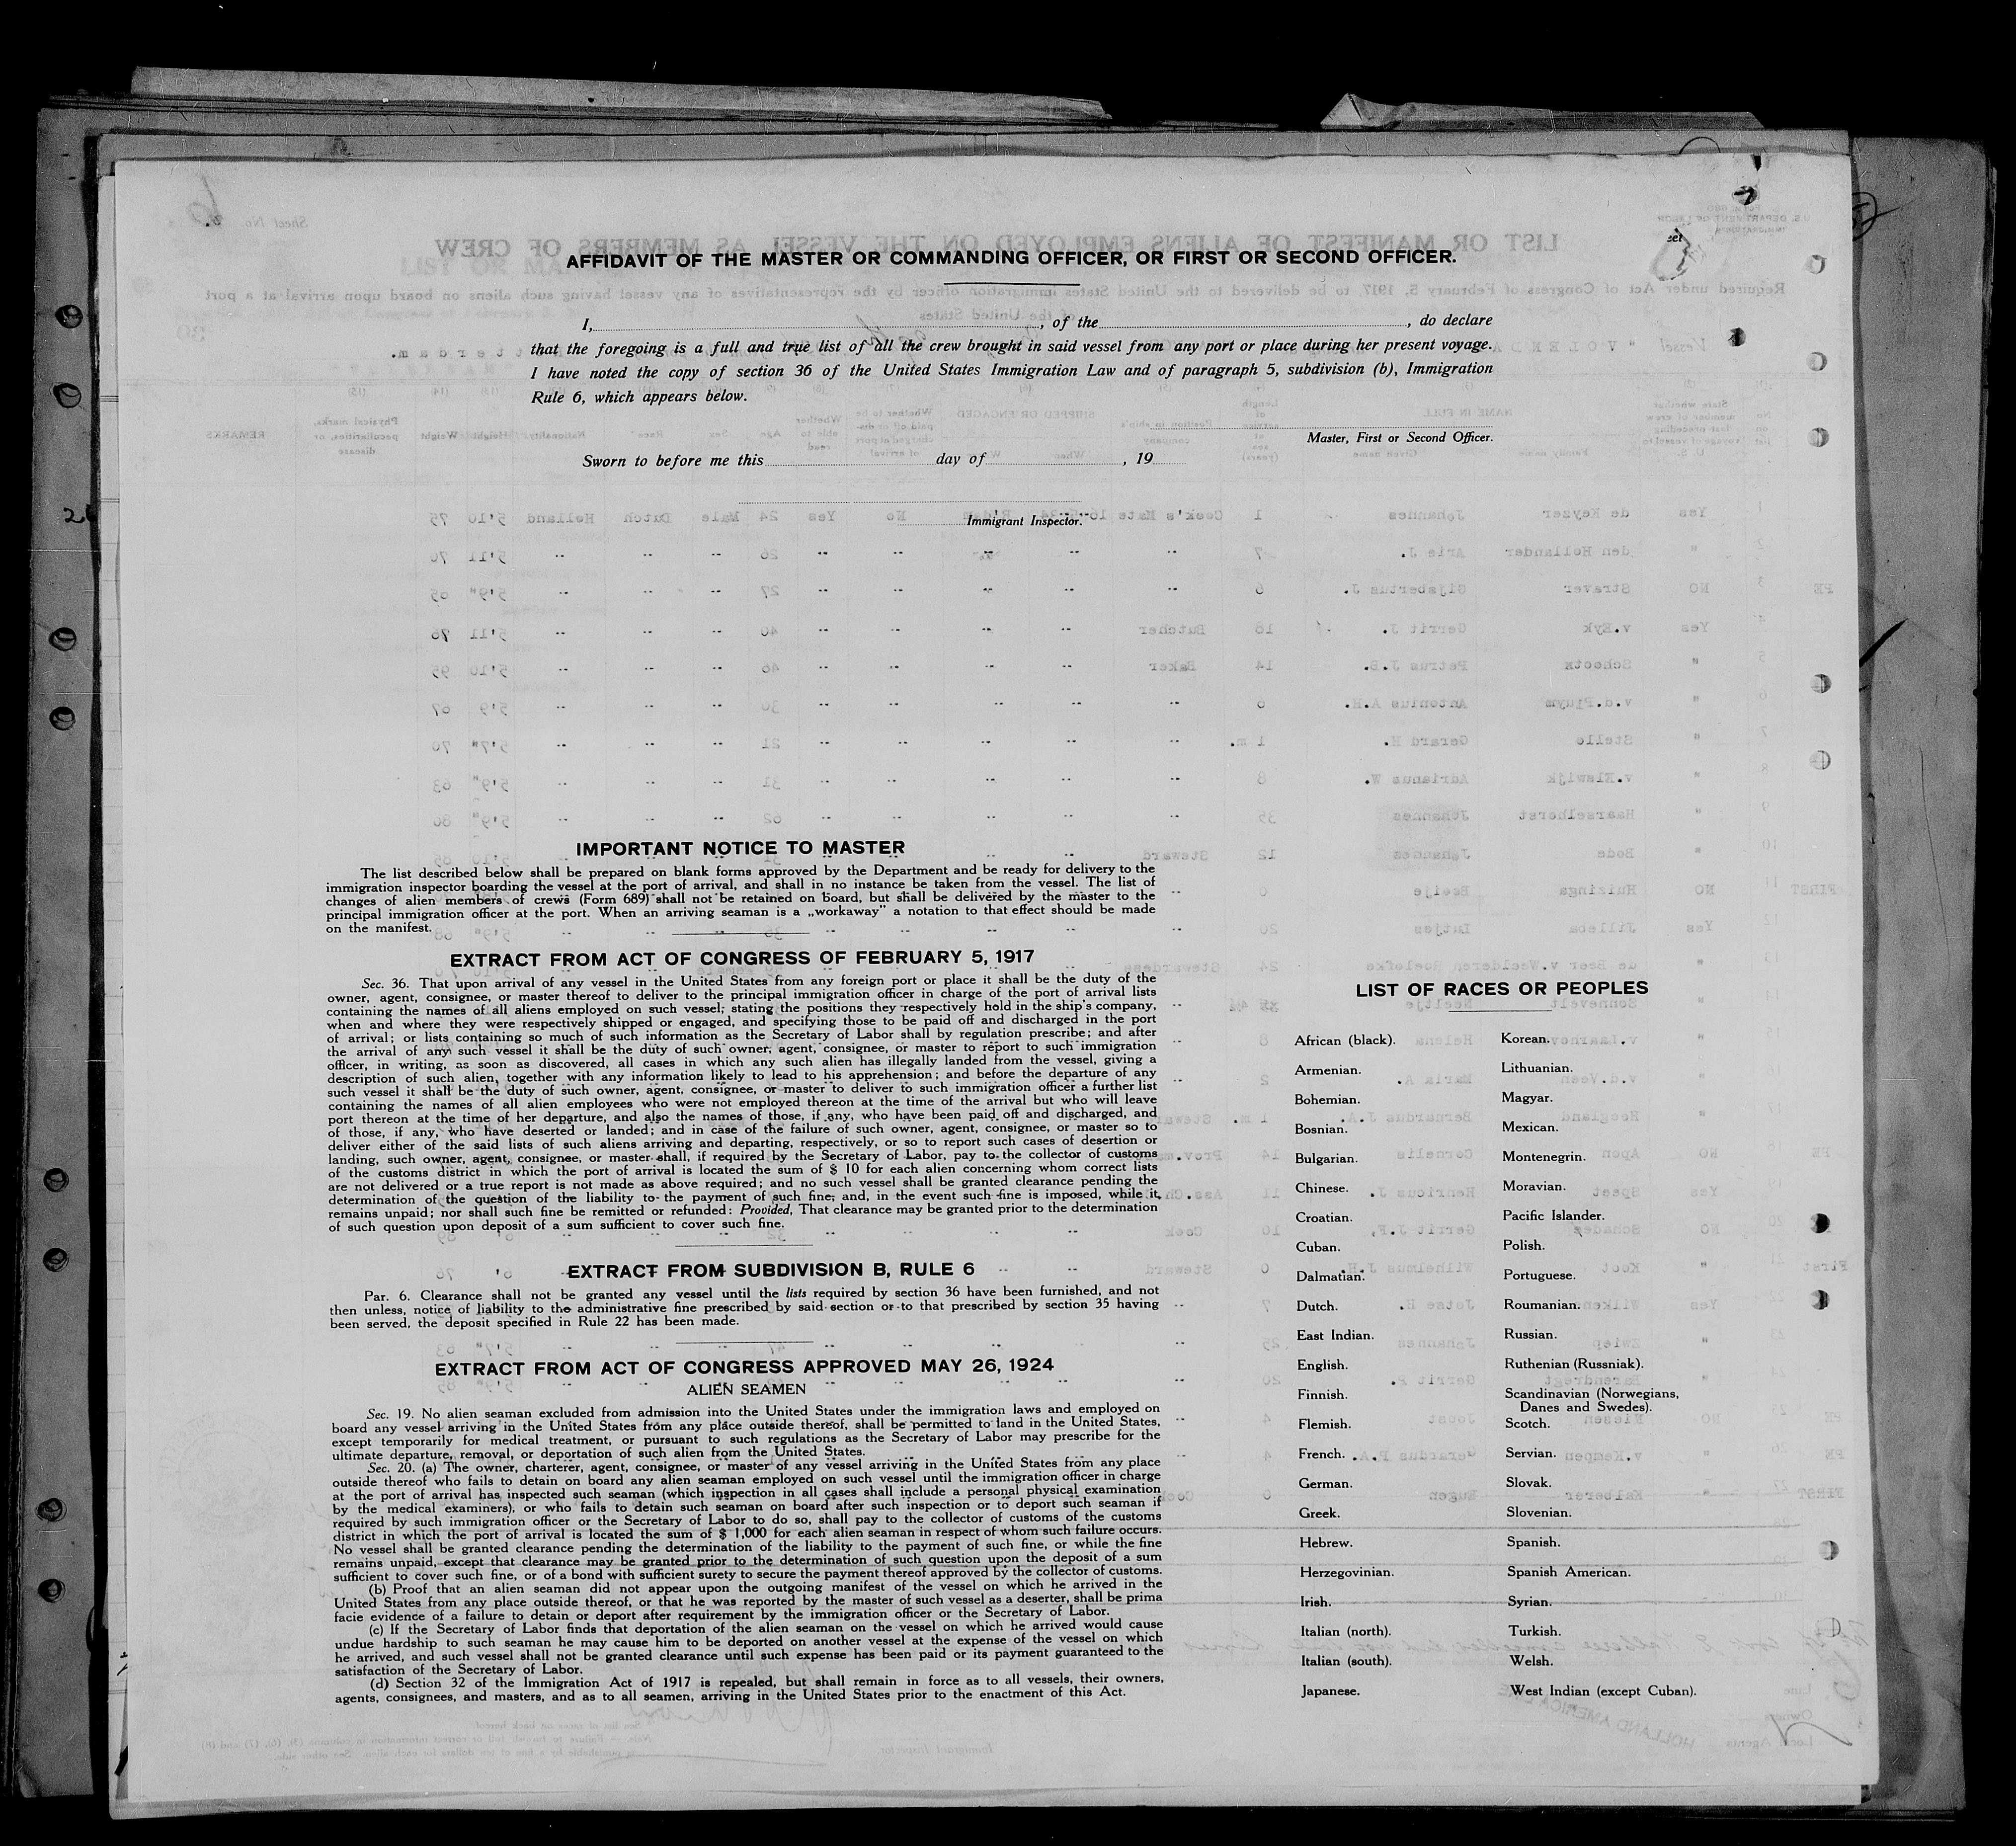 AFFIDAVIT OF THE MASTER OR COMMANDING OFFICER, OR FIRST OR SECOND OFFICER.
I, , of the , do declare
that the foregoing is a full and true list of all the crew brought in said vessel from any port or place during her present voyage.
I have noted the copy of section 36 of the United States Immigration Law and of paragraph 5, subdivision (b), Immigration
Rule 6, which appears below.
Master, First or Second Officer.
Sworn to before me this day of , 19
Immigrant Inspector.
IMPORTANT NOTICE TO MASTER
The list described below shall be prepared on blank forms approved by the Department and be ready for delivery to the
immigration inspector boarding the vessel at the port of arrival, and shall in no instance be taken from the vessel. The list of
changes of alien members of crews (Form 689) shall not be retained on board, but shall be delivered by the master to the
principal immigration officer at the port. When an arriving seaman is a „workaway” a notation to that effect should be made
on the manifest.
EXTRACT FROM ACT OF CONGRESS OF FEBRUARY 5, 1917
Sec. 36. That upon arrival of any vessel in the United States from any foreign port or place it shall be the duty of the
owner, agent, consignee, or master thereof to deliver to the principal immigration officer in charge of the port of arrival lists
containing the names of all aliens employed on such vessel; stating the positions they respectively hold in the ship's company,
when and where they were respectively shipped or engaged, and specifying those to be paid off and discharged in the port
of arrival; or lists containing so much of such information as the Secretary of Labor shall by regulation prescribe; and after
the arrival of any such vessel it shall be the duty of such owner, agent, consignee, or master to report to such immigration
officer, in writing, as soon as discovered, all cases in which any such alien has illegally landed from the vessel, giving a
description of such alien, together with any information likely to lead to his apprehension; and before the departure of any
such vessel it shall be the duty of such owner, agent, consignee, or master to deliver to such immigration officer a further list
containing the names of all alien employees who were not employed thereon at the time of the arrival but who will leave
port thereon at the time of her departure, and also the names of those, if any, who have been paid off and discharged, and
of those, if any, who have deserted or landed; and in case of the failure of such owner, agent, consignee, or master so to
deliver either of the said lists of such aliens arriving and departing, respectively, or so to report such cases of desertion or
landing, such owner, agent, consignee, or master shall, if required by the Secretary of Labor, pay to the collector of customs
of the customs district in which the port of arrival is located the sum of $ 10 for each alien concerning whom correct lists
are not delivered or a true report is not made as above required; and no such vessel shall be granted clearance pending the
determination of the question of the liability to the payment of such fine; and, in the event such fine is imposed, while it
remains unpaid; nor shall such fine be remitted or refunded: Provided, That clearance may be granted prior to the determination
of such question upon deposit of a sum sufficient to cover such fine.
EXTRACT FROM SUBDIVISION B, RULE 6
Par. 6. Clearance shall not be granted any vessel until the lists required by section 36 have been furnished, and not
then unless, notice of liability to the administrative fine prescribed by said section or to that prescribed by section 35 having
been served, the deposit specified in Rule 22 has been made.
EXTRACT FROM ACT OF CONGRESS APPROVED MAY 26, 1924
ALIEN SEAMEN
Sec. 19. No alien seaman excluded from admission into the United States under the immigration laws and employed on
board any vessel arriving in the United States from any place outside thereof, shall be permitted to land in the United States,
except temporarily for medical treatment, or pursuant to such regulations as the Secretary of Labor may prescribe for the
ultimate departure, removal, or deportation of such alien from the United States.
Sec. 20. (a) The owner, charterer, agent, consignee, or master of any vessel arriving in the United States from any place
outside thereof who fails to detain on board any alien seaman employed on such vessel until the immigration officer in charge
at the port of arrival has inspected such seaman (which inspection in all cases shall include a personal physical examination
by the medical examiners), or who fails to detain such seaman on board after such inspection or to deport such seaman if
required by such immigration officer or the Secretary of Labor to do so, shall pay to the collector of customs of the customs
district in which the port of arrival is located the sum of $ 1,000 for each alien seaman in respect of whom such failure occurs.
No vessel shall be granted clearance pending the determination of the liability to the payment of such fine, or while the fine
remains unpaid, except that clearance may be granted prior to the determination of such question upon the deposit of a sum
sufficient to cover such fine, or of a bond with sufficient surety to secure the payment thereof approved by the collector of customs.
(b) Proof that an alien seaman did not appear upon the outgoing manifest of the vessel on which he arrived in the
United States from any place outside thereof, or that he was reported by the master of such vessel as a deserter, shall be prima
facie evidence of a failure to detain or deport after requirement by the immigration officer or the Secretary of Labor.
(c) If the Secretary of Labor finds that deportation of the alien seaman on the vessel on which he arrived would cause
undue hardship to such seaman he may cause him to be deported on another vessel at the expense of the vessel on which
he arrived, and such vessel shall not be granted clearance until such expense has been paid or its payment guaranteed to the
satisfaction of the Secretary of Labor.
(d) Section 32 of the Immigration Act of 1917 is repealed, but shall remain in force as to all vessels, their owners,
agents, consignees, and masters, and as to all seamen, arriving in the United States prior to the enactment of this Act.
LIST OF RACES OR PEOPLES
African (black).
Armenian.
Bohemian.
Bosnian.
Bulgarian.
Chinese.
Croatian.
Cuban.
Dalmatian.
Dutch.
East Indian.
English.
Finnish.
Flemish.
French.
German.
Greek.
Hebrew.
Herzegovinian.
Irish.
Italian (north).
Italian (south).
Japanese.
Korean.
Lithuanian.
Magyar.
Mexican.
Montenegrin.
Moravian.
Pacific Islander.
Polish.
Portuguese.
Roumanian.
Russian.
Ruthenian (Russniak).
Scandinavian (Norwegians,
Danes and Swedes).
Scotch.
Servian.
Slovak.
Slovenian.
Spanish.
Spanish American.
Syrian.
Turkish.
Welsh.
West Indian (except Cuban).